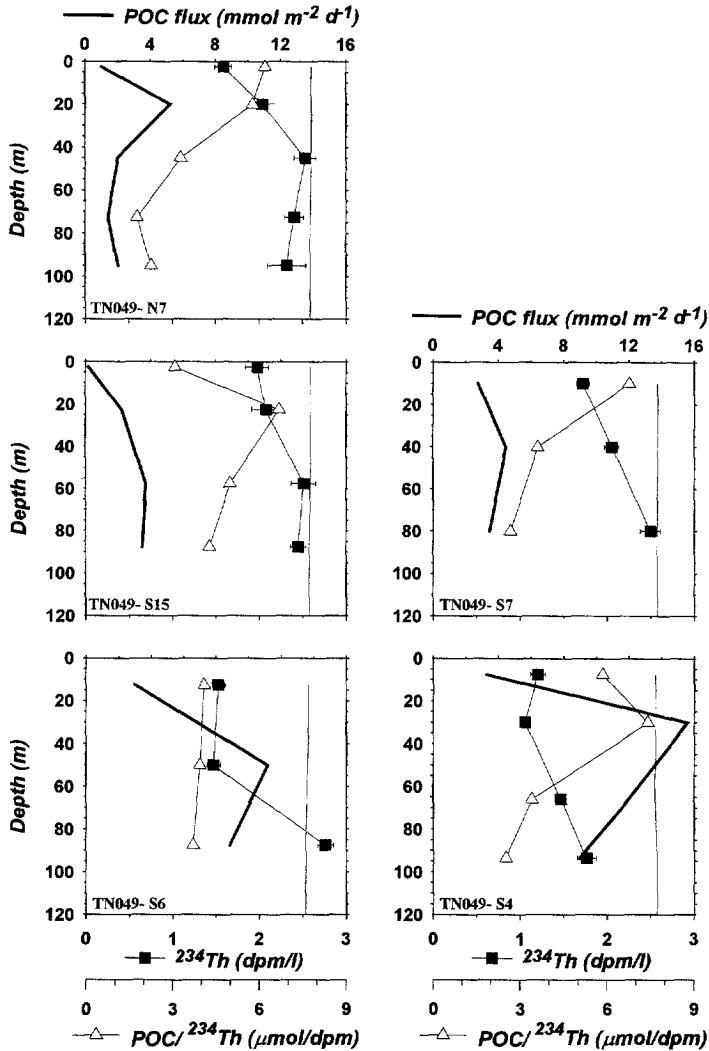 POC flux (mmol m-2 d-1)
0 4 8 12 16
0
20
40
60
80
100
120
Depth (m)
TN049- N7
POC flux (mmol m-2 d-1)
0 4 8 12 16
0
20
40
60
80
100
120
Depth (m)
TN049- S15
0
20
40
60
80
100
120
TN049- S7
0
20
40
60
80
100
120
Depth (m)
TN049- S6
0
20
40
60
80
100
120
TN049- S4
0 1 2 3
234Th (dpm/l)
0 3 6 9
POC/ 234Th (μmol/dpm)
0 1 2 3
234Th (dpm/l)
0 3 6 9
POC/ 234Th (μmol/dpm)